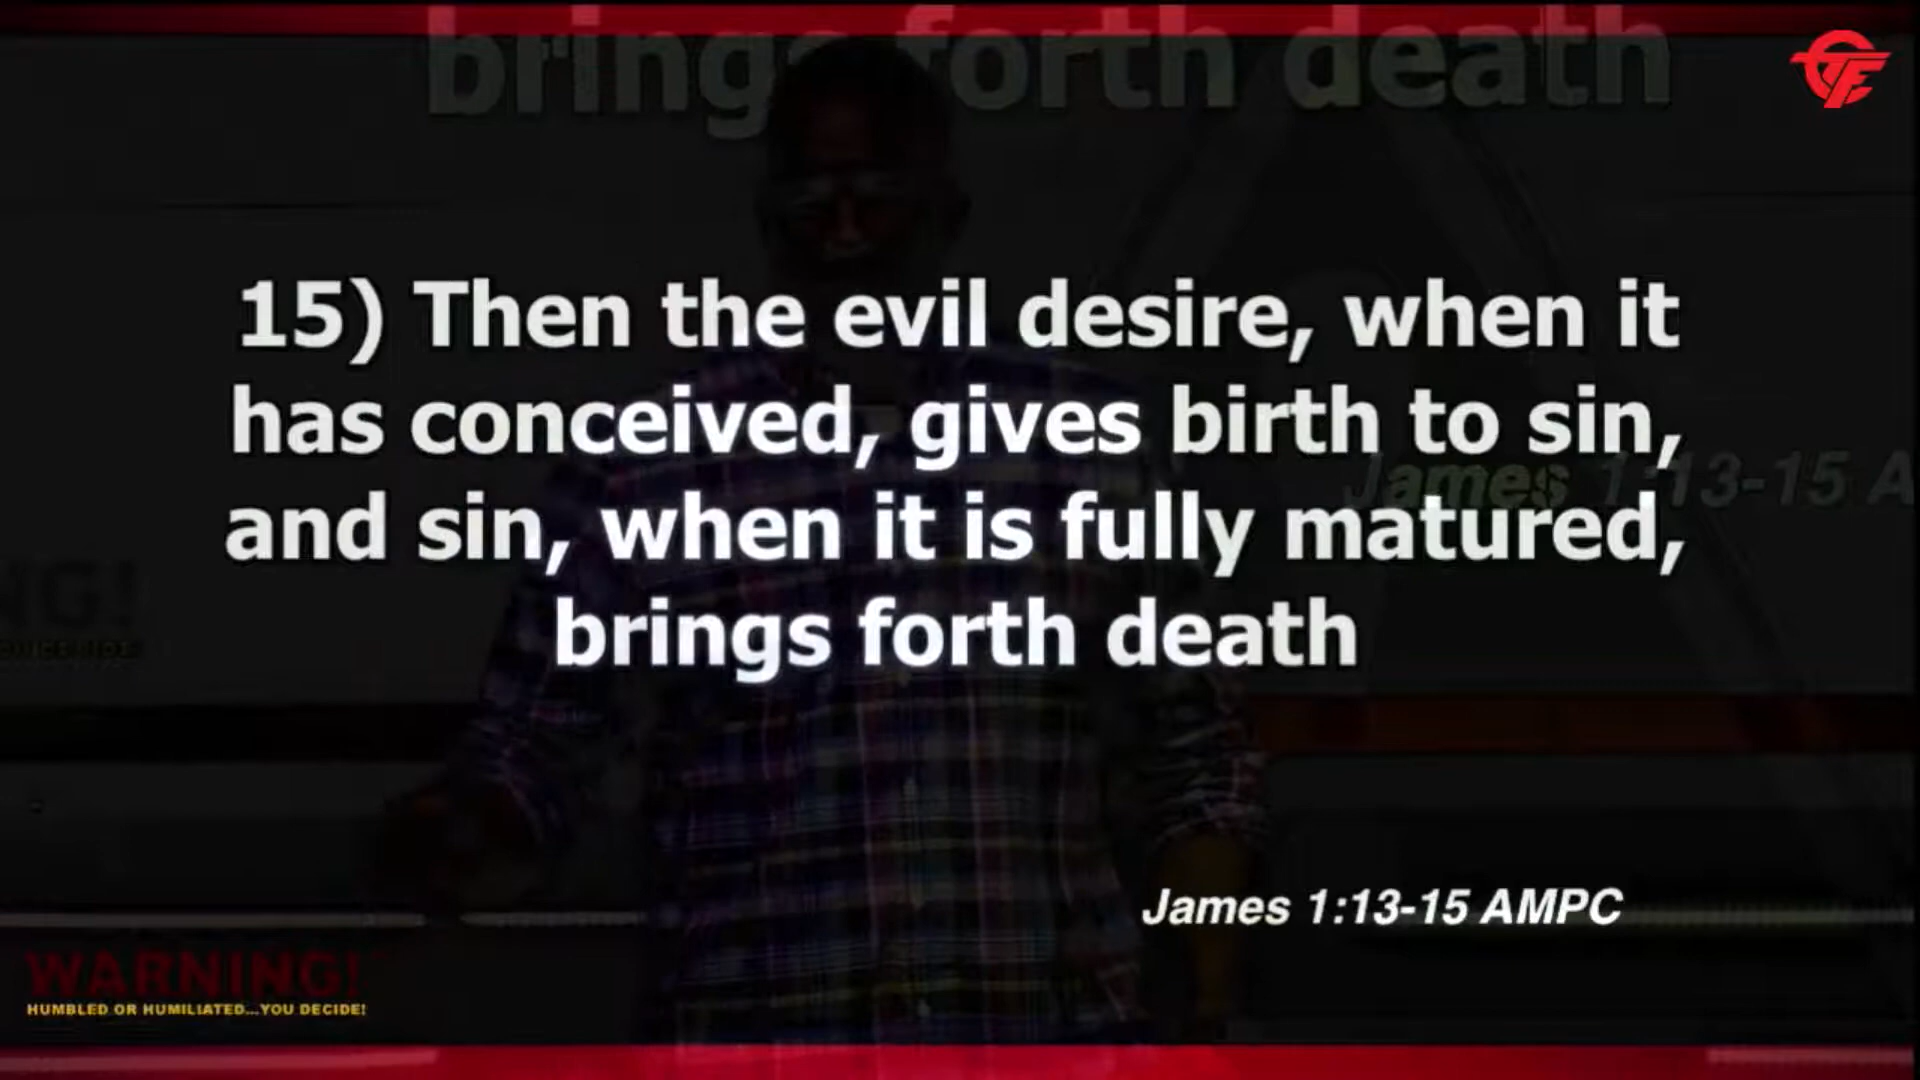 brings forth death
15) Then the evil desire, when it
has conceived, gives birth to sin,
and sin, when it is fully matured,
brings forth death
James 1:13-15 A
NG!
James 1:13-15 AMPC
WARNING!
HUMBLED OR HUMILIATED...YOU DECIDE!